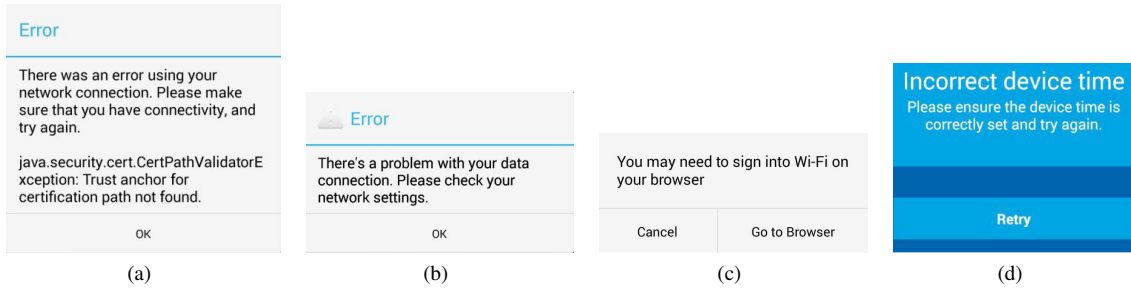 Error
There was an error using your
network connection. Please make
sure that you have connectivity, and
try again.
java.security.cert.CertPathValidatorE
xception: Trust anchor for
certification path not found.
OK
(a)
Error
There's a problem with your data
connection. Please check your
network settings.
OK
(b)
You may need to sign into Wi-Fi on
your browser
Cancel
Go to Browser
(c)
Incorrect device time
Please ensure the device time is
correctly set and try again.
Retry
(d)